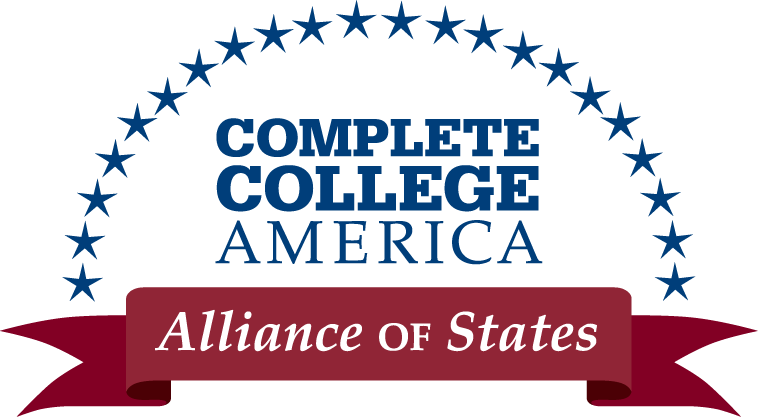 COMPLETE
COLLEGE
AMERICA
Alliance OF States